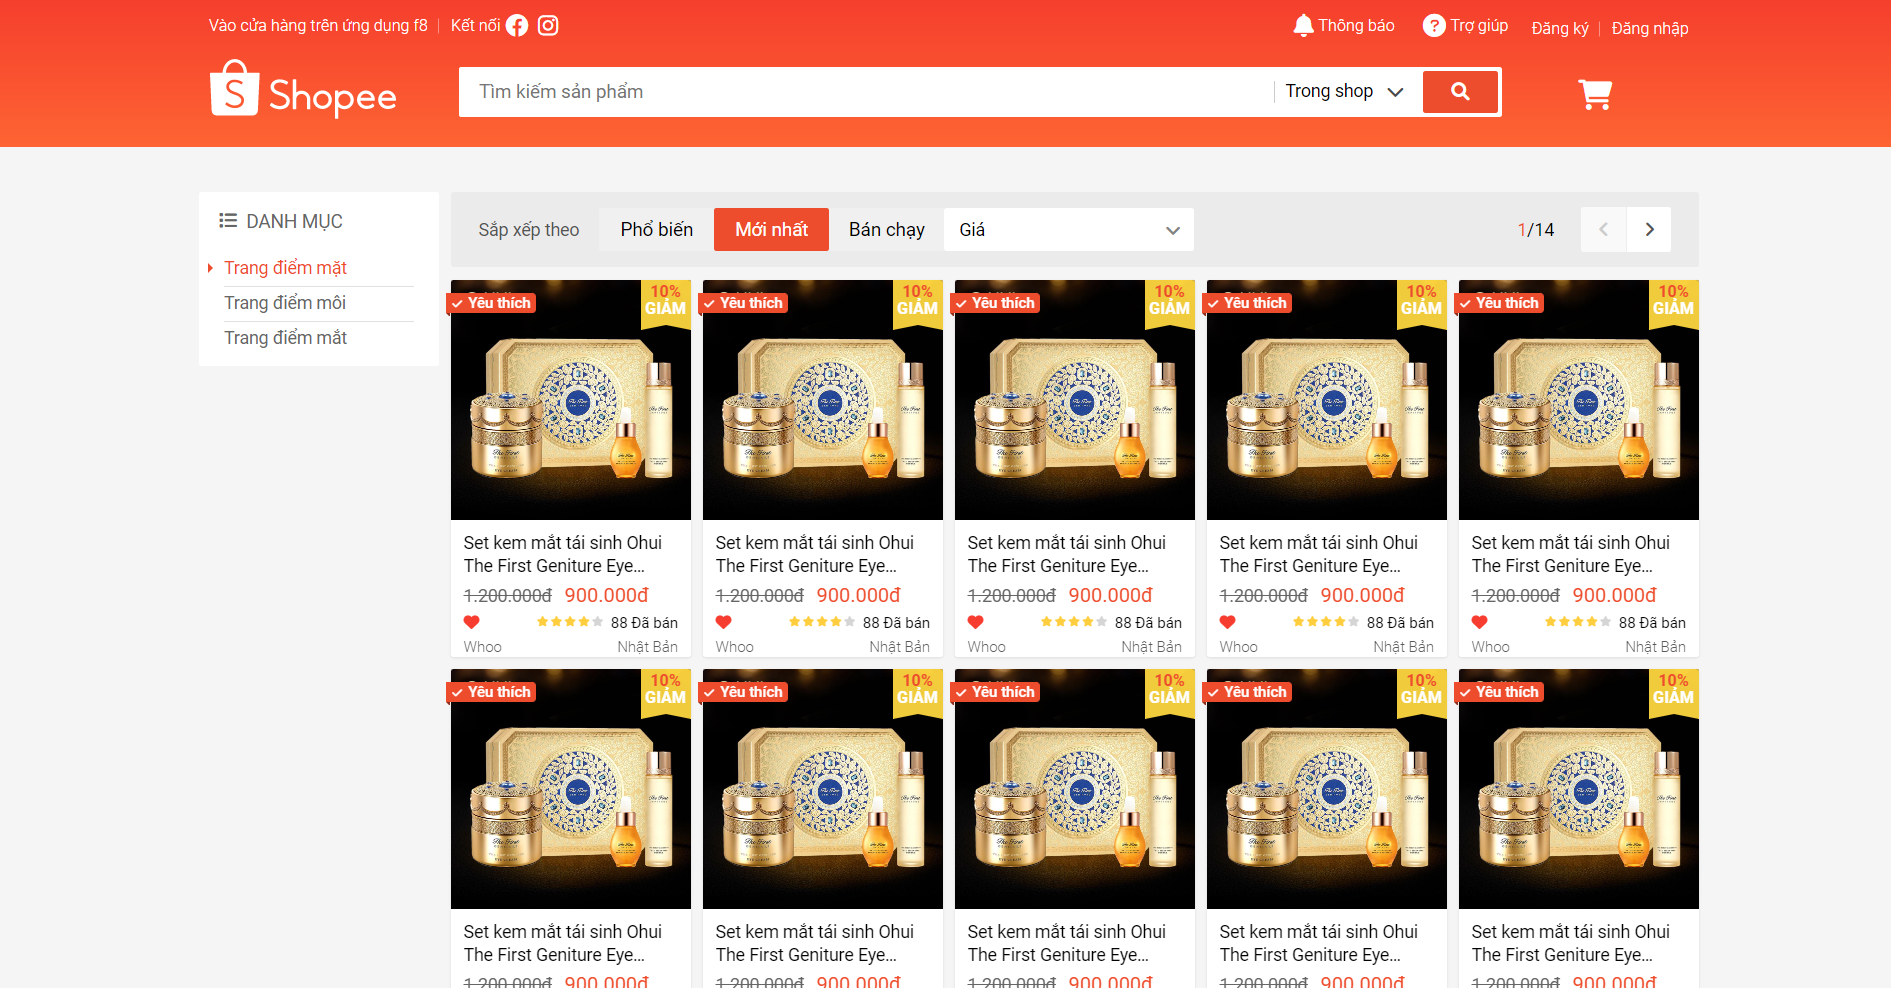 Vào cửa hàng trên ứng dụng f8 Kết nối Thông báo Trợ giúp Đăng ký Đăng nhập
Shopee Tìm kiếm sản phẩm Trong shop
DANH MỤC
Trang điểm mặt
Trang điểm môi
Trang điểm mắt
Sắp xếp theo Phổ biến Mới nhất Bán chạy Giá 1/14
Yêu thích 10% GIẢM Yêu thích 10% GIẢM Yêu thích 10% GIẢM Yêu thích 10% GIẢM Yêu thích 10% GIẢM
Set kem mắt tái sinh Ohui Set kem mắt tái sinh Ohui Set kem mắt tái sinh Ohui Set kem mắt tái sinh Ohui Set kem mắt tái sinh Ohui
The First Geniture Eye... The First Geniture Eye... The First Geniture Eye... The First Geniture Eye... The First Geniture Eye...
1.200.000đ 900.000đ 1.200.000đ 900.000đ 1.200.000đ 900.000đ 1.200.000đ 900.000đ 1.200.000đ 900.000đ
88 Đã bán 88 Đã bán 88 Đã bán 88 Đã bán 88 Đã bán
Whoo Nhật Bản Whoo Nhật Bản Whoo Nhật Bản Whoo Nhật Bản Whoo Nhật Bản
Yêu thích 10% GIẢM Yêu thích 10% GIẢM Yêu thích 10% GIẢM Yêu thích 10% GIẢM Yêu thích 10% GIẢM
Set kem mắt tái sinh Ohui Set kem mắt tái sinh Ohui Set kem mắt tái sinh Ohui Set kem mắt tái sinh Ohui Set kem mắt tái sinh Ohui
The First Geniture Eye... The First Geniture Eye... The First Geniture Eye... The First Geniture Eye... The First Geniture Eye...
1.200.000đ 900.000đ 1.200.000đ 900.000đ 1.200.000đ 900.000đ 1.200.000đ 900.000đ 1.200.000đ 900.000đ